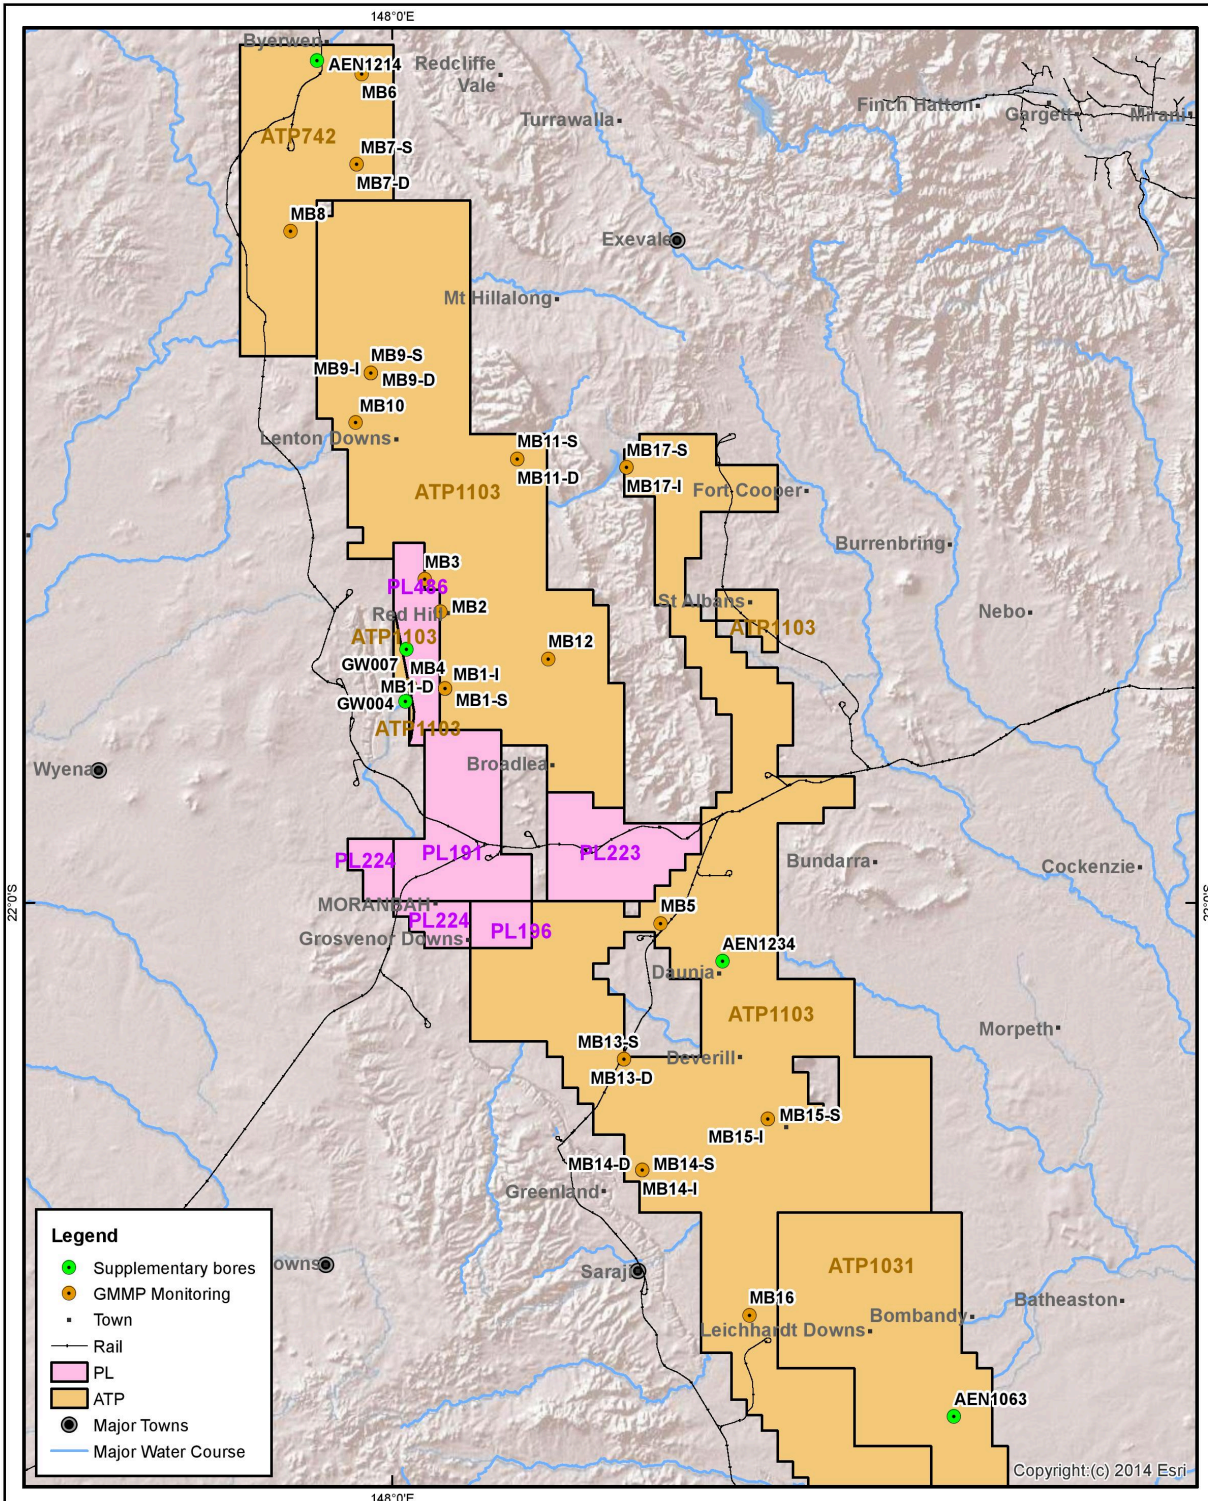 148°0'E
Byerwen
AEN1214
Redcliffe
Vale
MB6
Finch Hatton
Gargett
Mirani
Turrawalla
ATP742
MB7-S
MB7-D
MB8
Exevale
Mt Hillalong
MB9-S
MB9-I
MB9-D
MB10
Lenton Downs
MB11-S
MB11-D
MB17-S
MB17-I
ATP1103
Fort Cooper
Burrenbring
MB3
PL486
MB2
Red Hill
St Albans
Nebo
ATP1103
ATP1103
MB12
GW007
MB4
MB1-I
MB1-D
MB1-S
GW004
ATP1103
Broadlea
Wyena
PL224
PL191
PL223
Bundarra
Cockenzie
22°0'S
22°0'S
MORANBAH
PL224
PL196
MB5
Grosvenor Downs
AEN1234
Daunia
ATP1103
Morpeth
MB13-S
Deverill
MB13-D
MB15-S
MB15-I
MB14-D
MB14-S
MB14-I
Greenland
Legend
Supplementary bores
GMMP Monitoring
Town
Rail
PL
ATP
Major Towns
Major Water Course
owns
Saraji
ATP1031
MB16
Bombandy
Batheaston
Leichhardt Downs
AEN1063
Copyright:(c) 2014 Esri
148°0'E